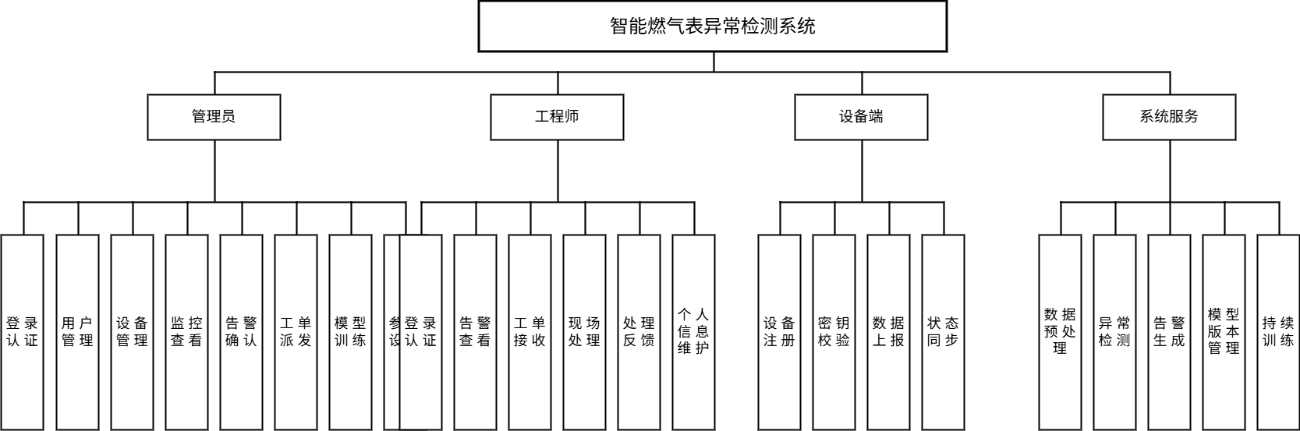 智能燃气表异常检测系统
管理员
工程师
设备端
系统服务
登录
认证
用户
管理
设备
管理
监控
查看
告警
确认
工单
派发
模型
训练
参
设
登录
认证
告警
查看
工单
接收
现场
处理
处理
反馈
个人
信息
维护
设备
注册
密钥
校验
数据
上报
状态
同步
数据
预处
理
异常
检测
告警
生成
模型
版本
管理
持续
训练